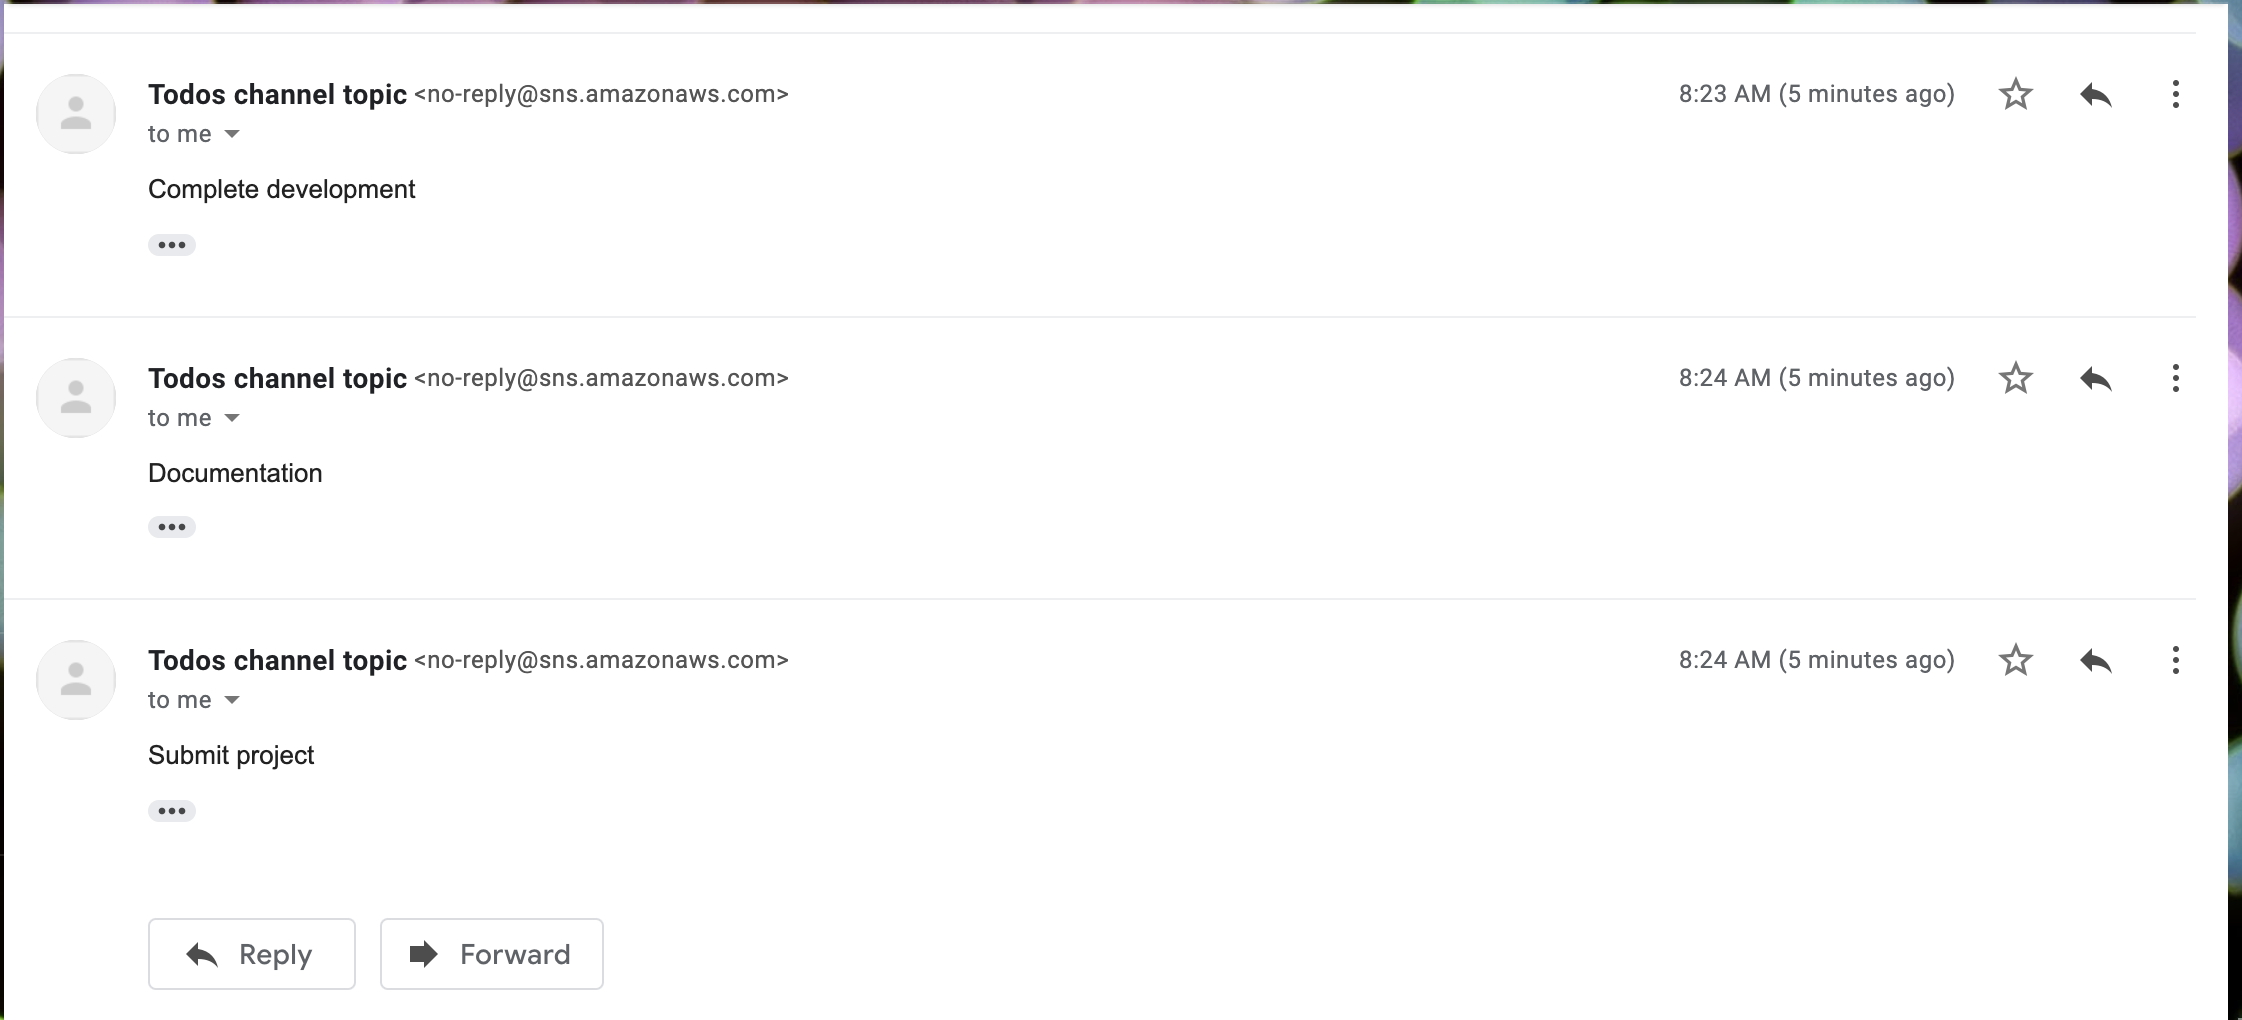 Todos channel topic <no-reply@sns.amazonaws.com> 8:23 AM (5 minutes ago)
to me
Complete development
Todos channel topic <no-reply@sns.amazonaws.com> 8:24 AM (5 minutes ago)
to me
Documentation
Todos channel topic <no-reply@sns.amazonaws.com> 8:24 AM (5 minutes ago)
to me
Submit project
Reply Forward